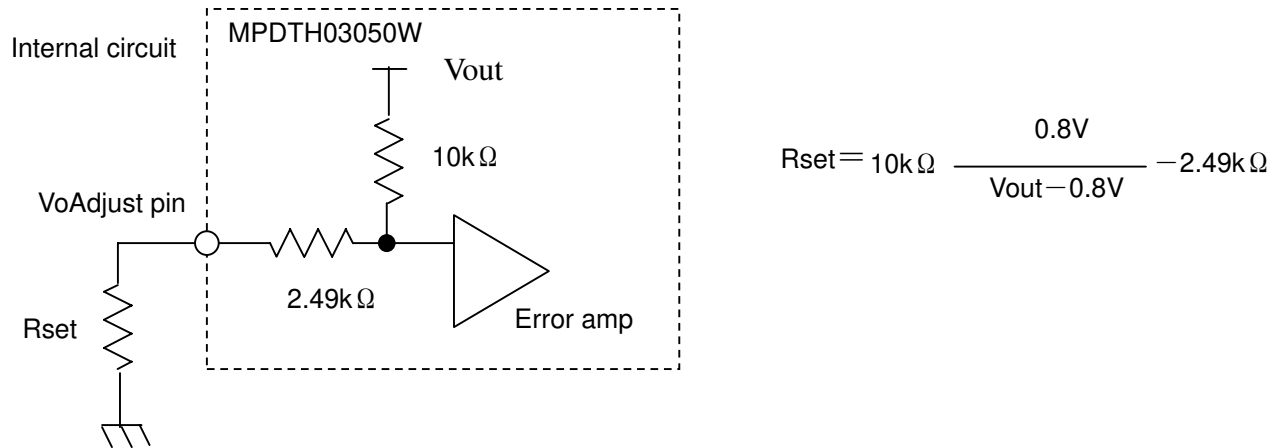 MPDTH03050W
Internal circuit
Vout
10kΩ
VoAdjust pin
2.49kΩ
Rset
Error amp
0.8V
Rset＝10kΩ ―――― －2.49kΩ
Vout－0.8V